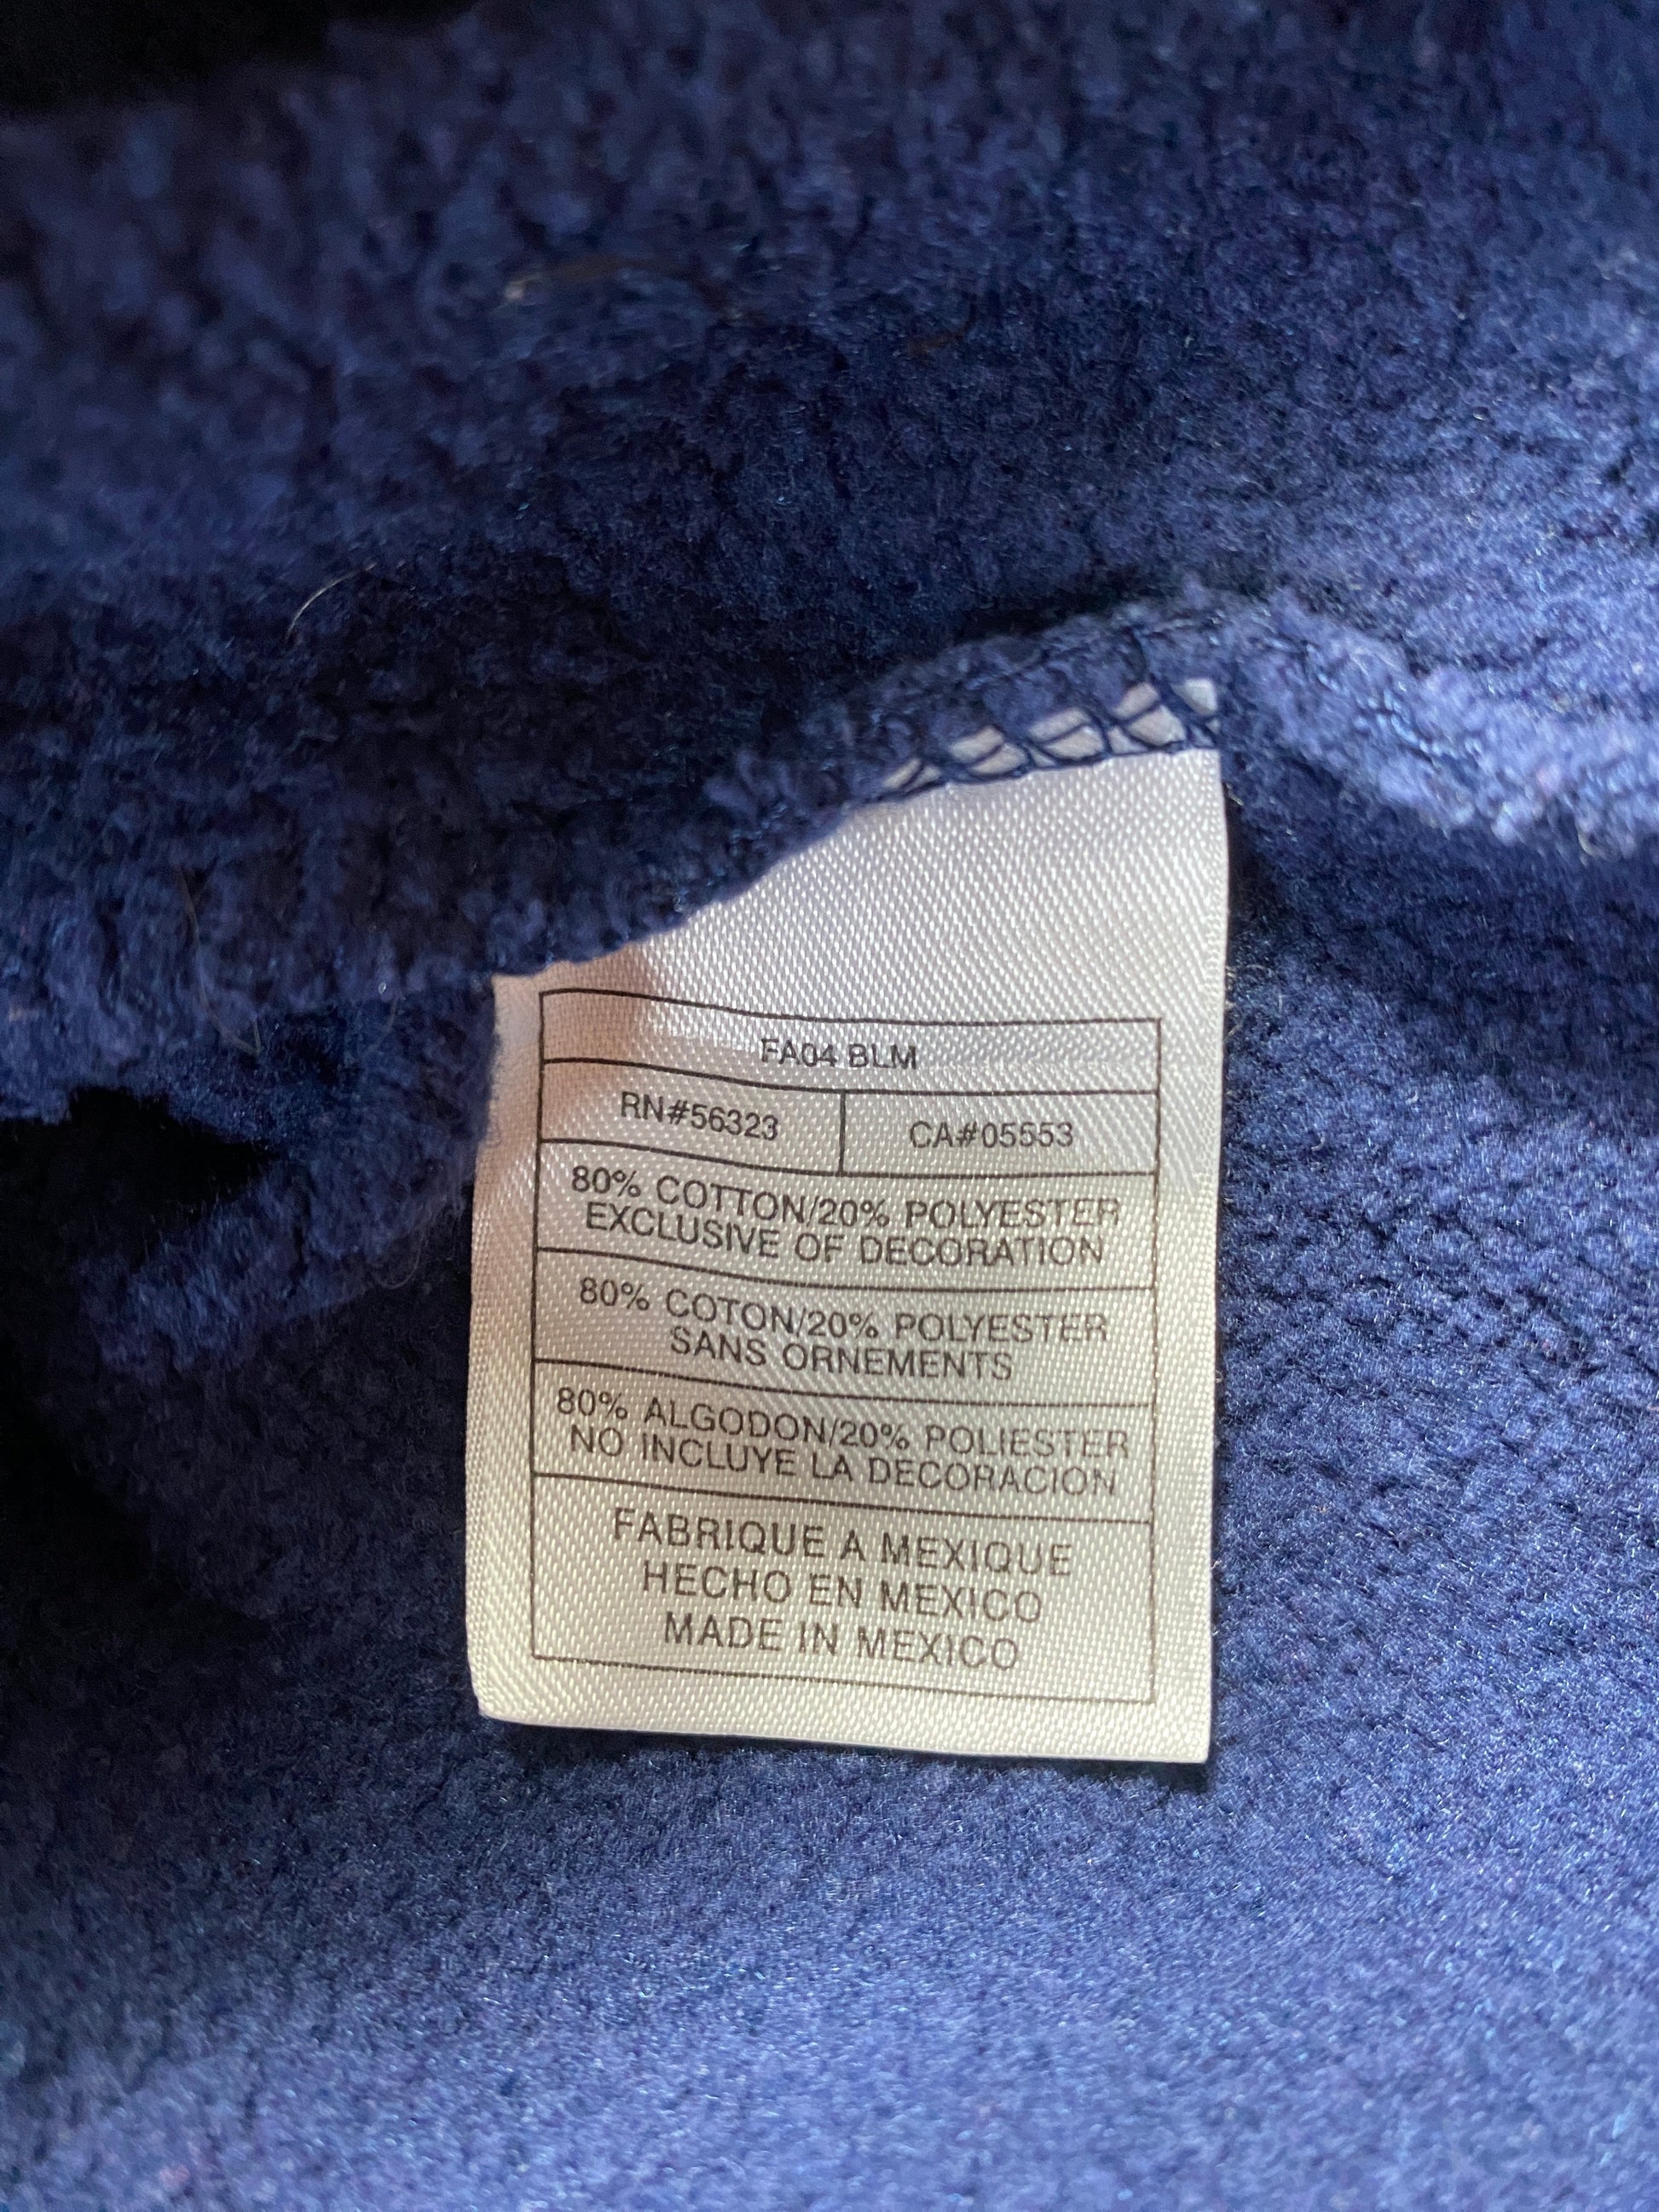 FA04 BLM
RN#56323 CA#05553
80% COTTON/20% POLYESTER
EXCLUSIVE OF DECORATION
80% COTON/20% POLYESTER
SANS ORNEMENTS
80% ALGODON/20% POLIESTER
NO INCLUYE LA DECORACION
FABRIQUE A MEXIQUE
HECHO EN MEXICO
MADE IN MEXICO